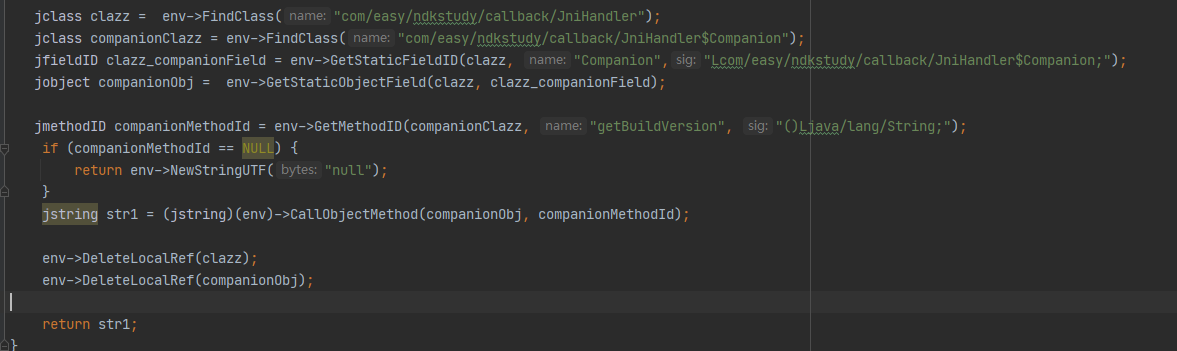 jclass clazz =  env->FindClass( name: "com/easy/ndkstudy/callback/JniHandler");
jclass companionClazz = env->FindClass( name: "com/easy/ndkstudy/callback/JniHandler$Companion");
jfieldID clazz_companionField = env->GetStaticFieldID(clazz, name: "Companion", sig: "Lcom/easy/ndkstudy/callback/JniHandler$Companion;");
jobject companionObj =  env->GetStaticObjectField(clazz, clazz_companionField);
jmethodID companionMethodId = env->GetMethodID(companionClazz, name: "getBuildVersion", sig: "()Ljava/lang/String;");
if (companionMethodId == NULL) {
return env->NewStringUTF( bytes: "null");
}
jstring str1 = (jstring)(env)->CallObjectMethod(companionObj, companionMethodId);
env->DeleteLocalRef(clazz);
env->DeleteLocalRef(companionObj);
return str1;
}